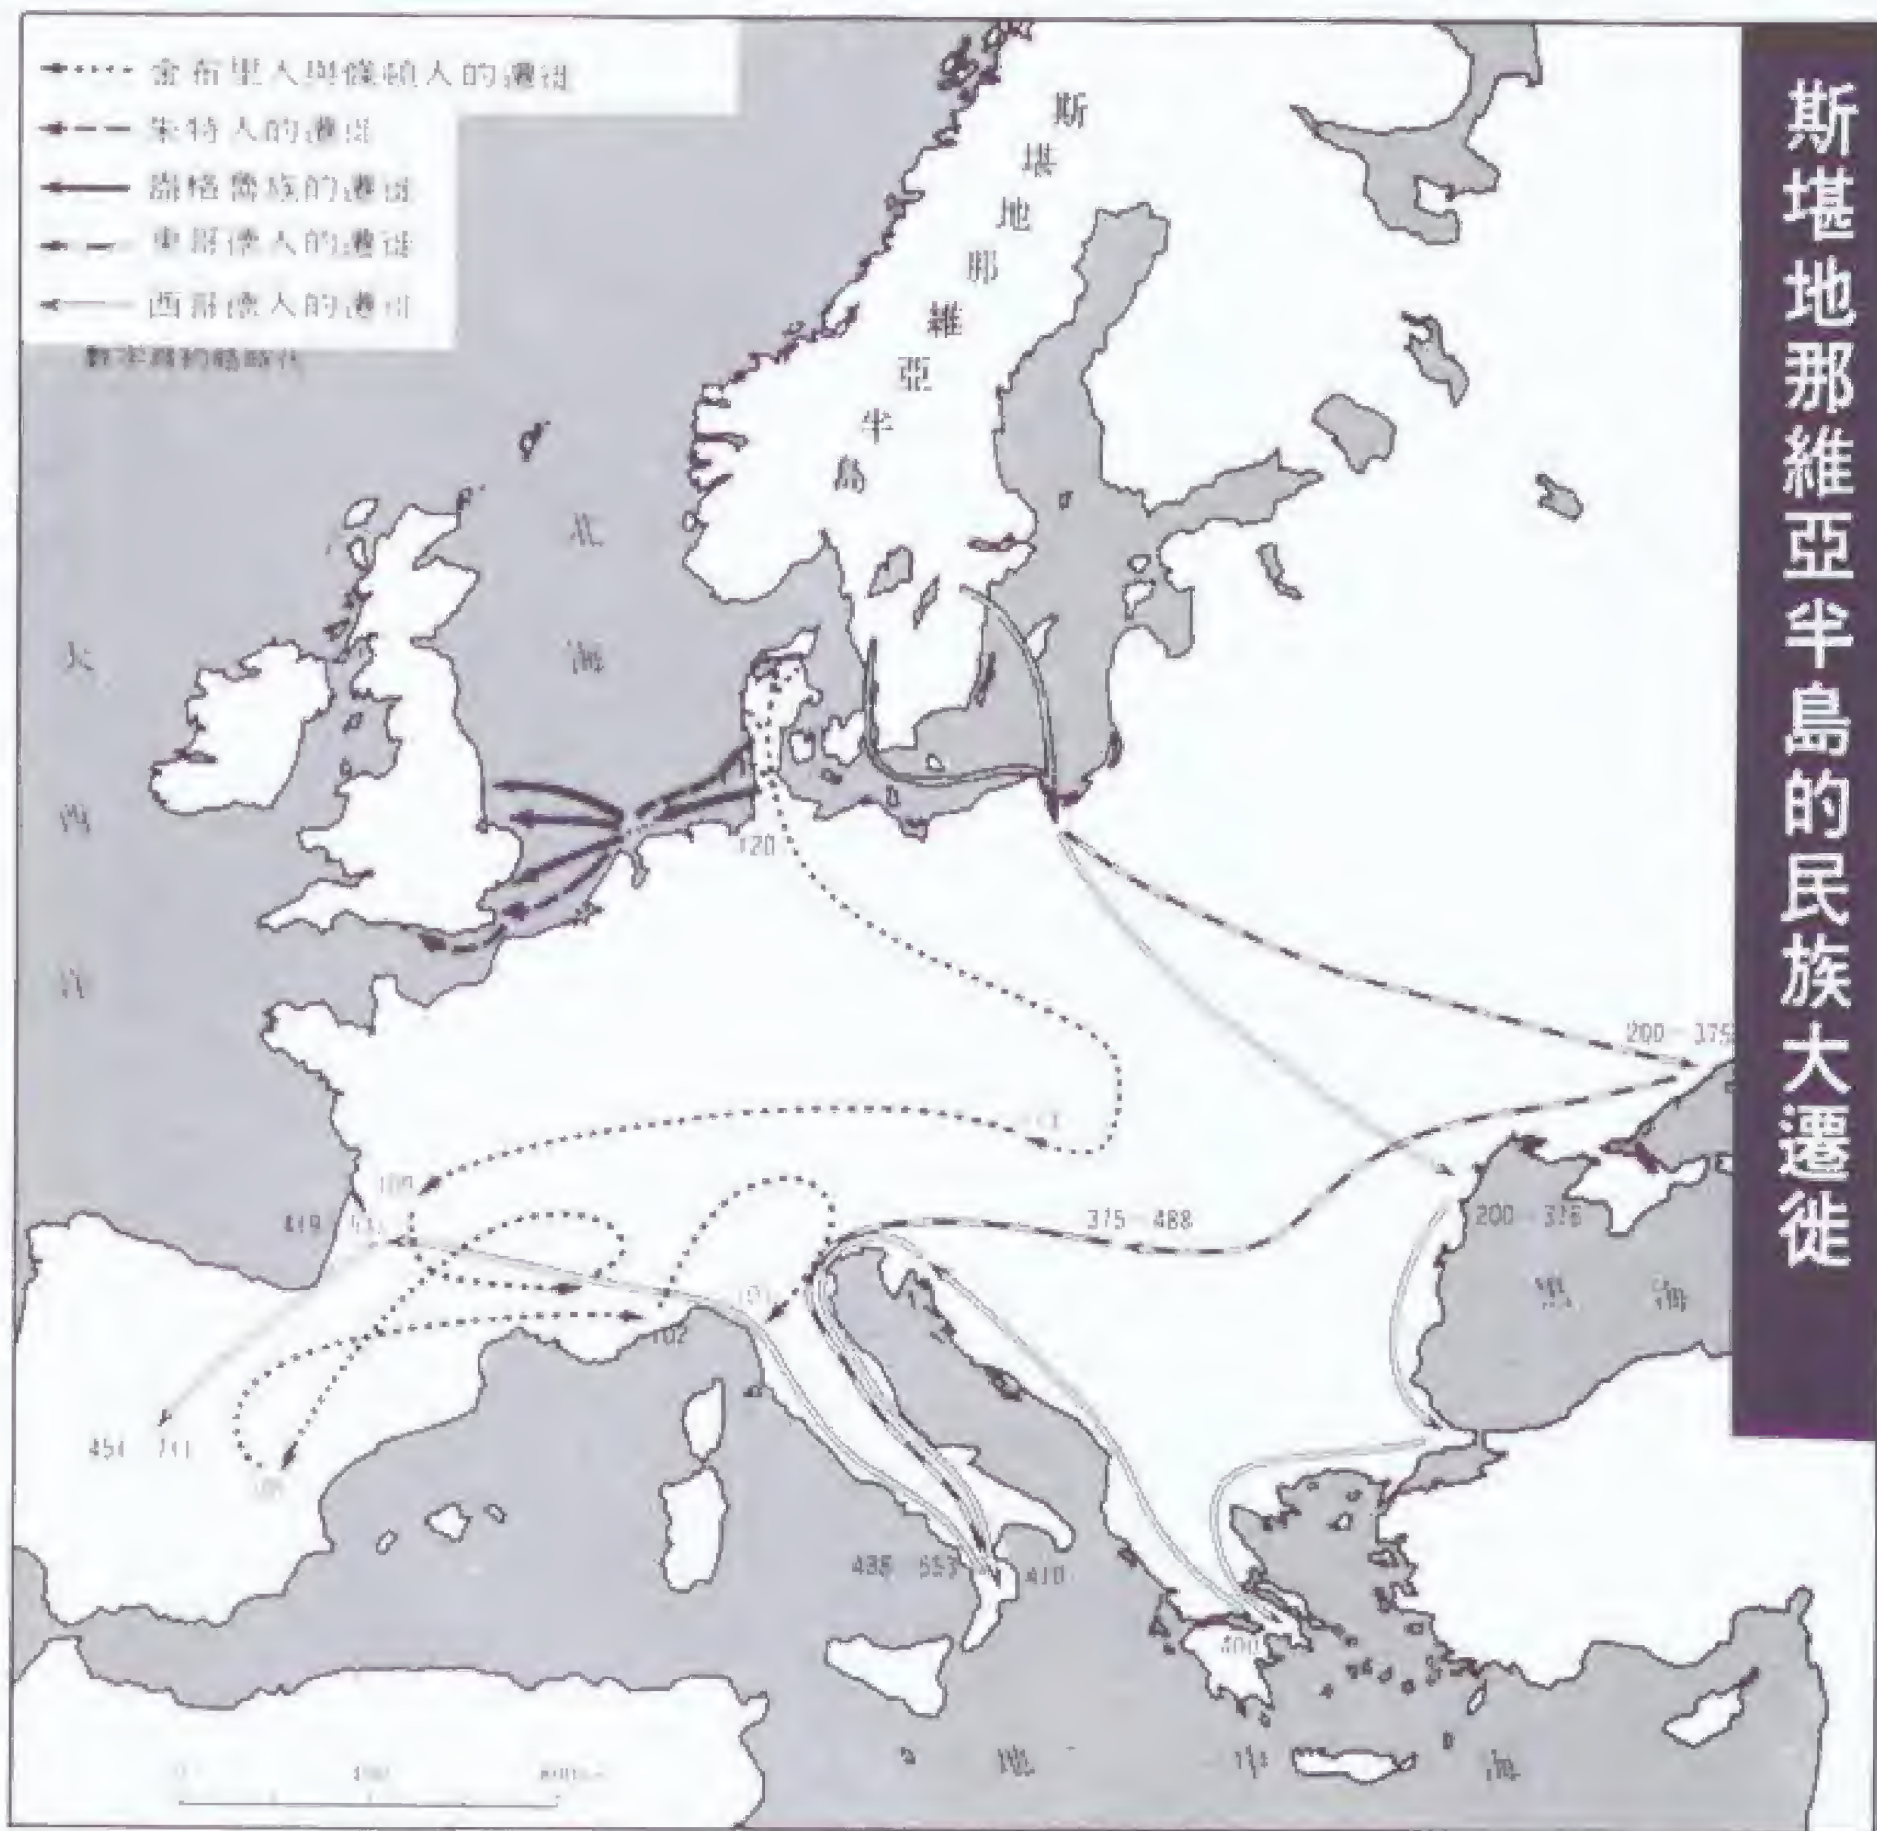 斯堪地那維亞半島的民族大遷徙
金布里人與條頓人的遷徙
朱特人的遷徙
盎格魯族的遷徙
東哥德人的遷徙
西哥德人的遷徙
斯堪地那維亞半島
北海
大西洋
120
200-375
109
375-488
200-376
102
410
400
黑海
地中海
0 400